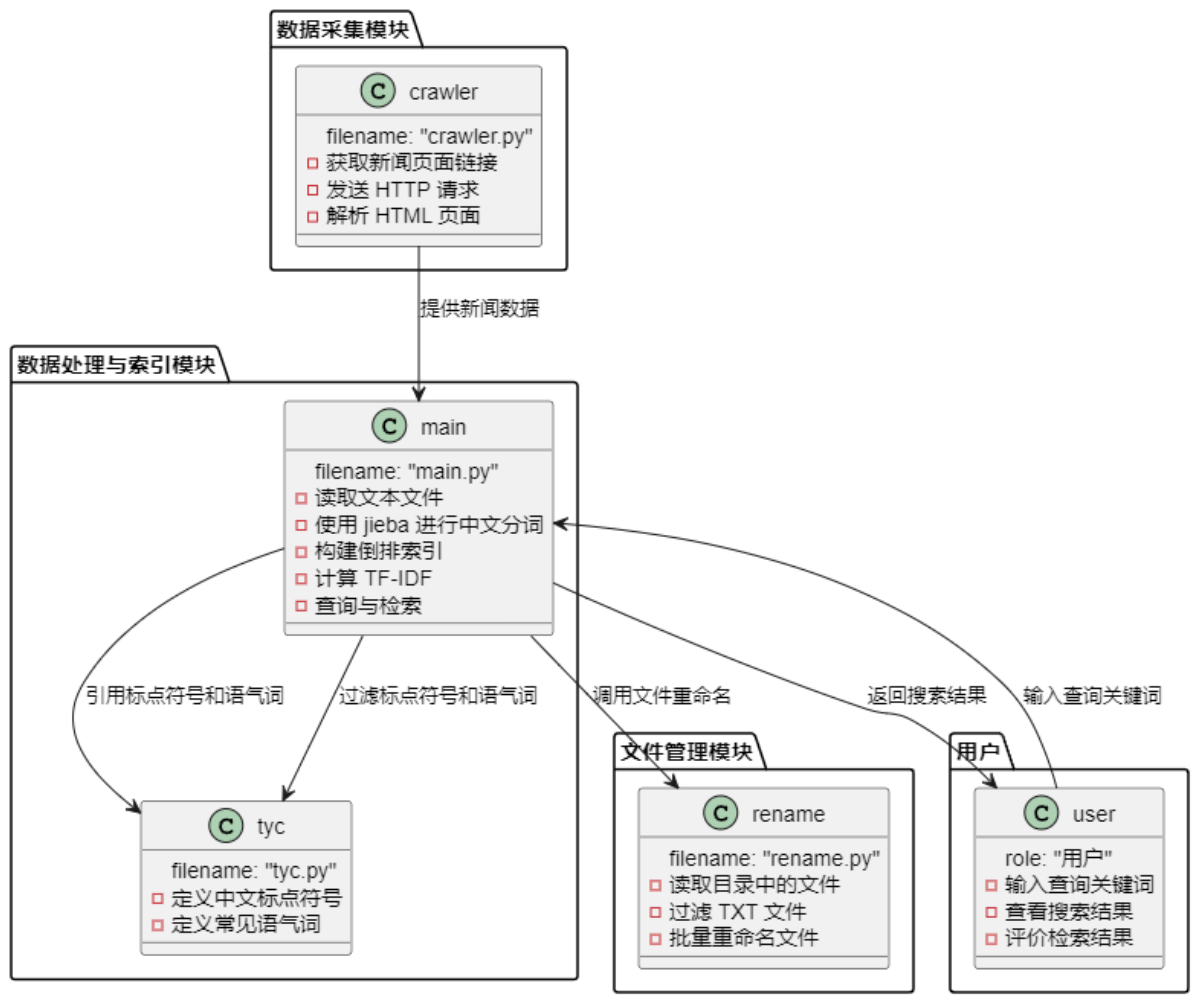 数据采集模块
C crawler
filename: "crawler.py"
获取新闻页面链接
发送 HTTP 请求
解析 HTML 页面
提供新闻数据
数据处理与索引模块
C main
filename: "main.py"
读取文本文件
使用 jieba 进行中文分词
构建倒排索引
计算 TF-IDF
查询与检索
引用标点符号和语气词
过滤标点符号和语气词
调用文件重命名
返回搜索结果
输入查询关键词
C tyc
filename: "tyc.py"
定义中文标点符号
定义常见语气词
文件管理模块
C rename
filename: "rename.py"
读取目录中的文件
过滤 TXT 文件
批量重命名文件
用户
C user
role: "用户"
输入查询关键词
查看搜索结果
评价检索结果